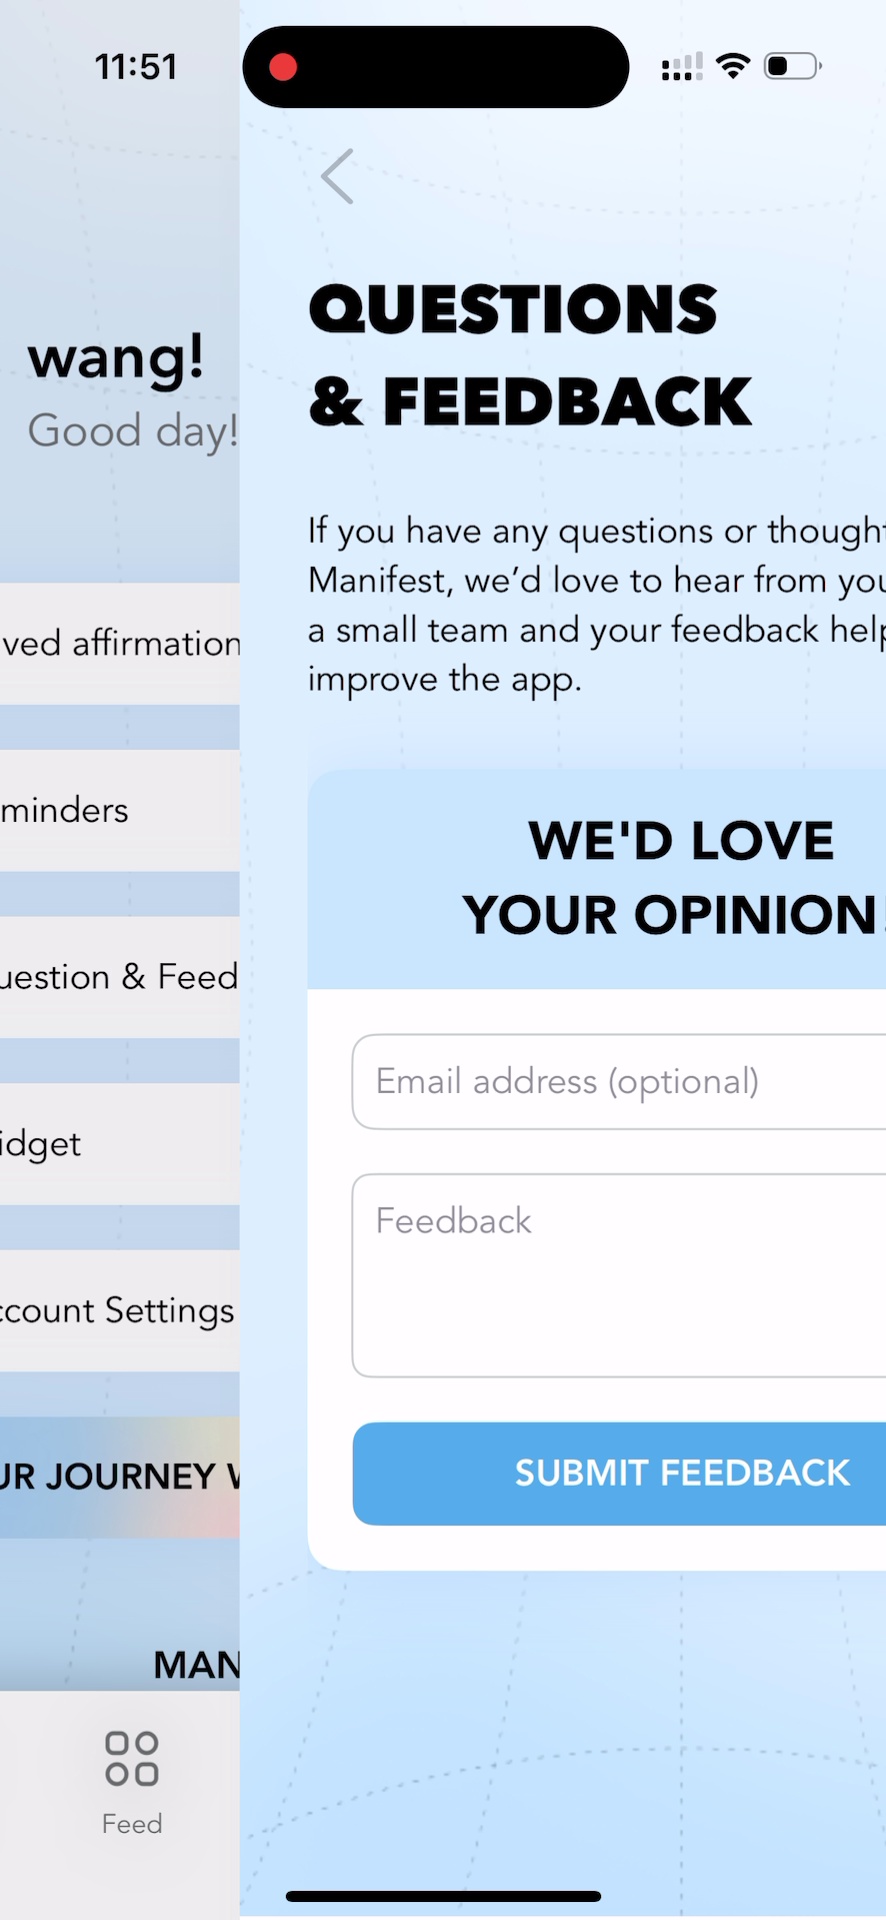 11:51
wang!
Good day!
ved affirmation
minders
uestion & Feed
idget
ccount Settings
UR JOURNEY
MAN
Feed
QUESTIONS
& FEEDBACK
If you have any questions or thought
Manifest, we’d love to hear from you
a small team and your feedback help
improve the app.
WE'D LOVE
YOUR OPINION!
Email address (optional)
Feedback
SUBMIT FEEDBACK